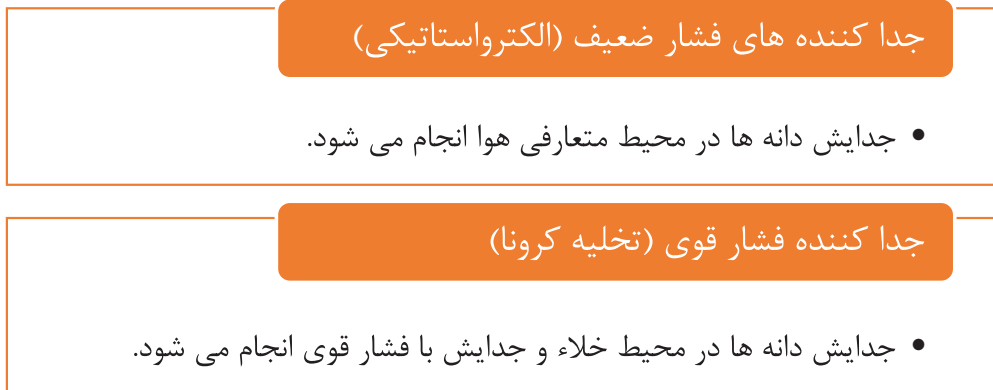 جدا کننده های فشار ضعیف (الکترواستاتیکی)
• جدایش دانه ها در محیط متعارفی هوا انجام می شود.
جدا کننده فشار قوی (تخلیه کرونا)
• جدایش دانه ها در محیط خلاء و جدایش با فشار قوی انجام می شود.